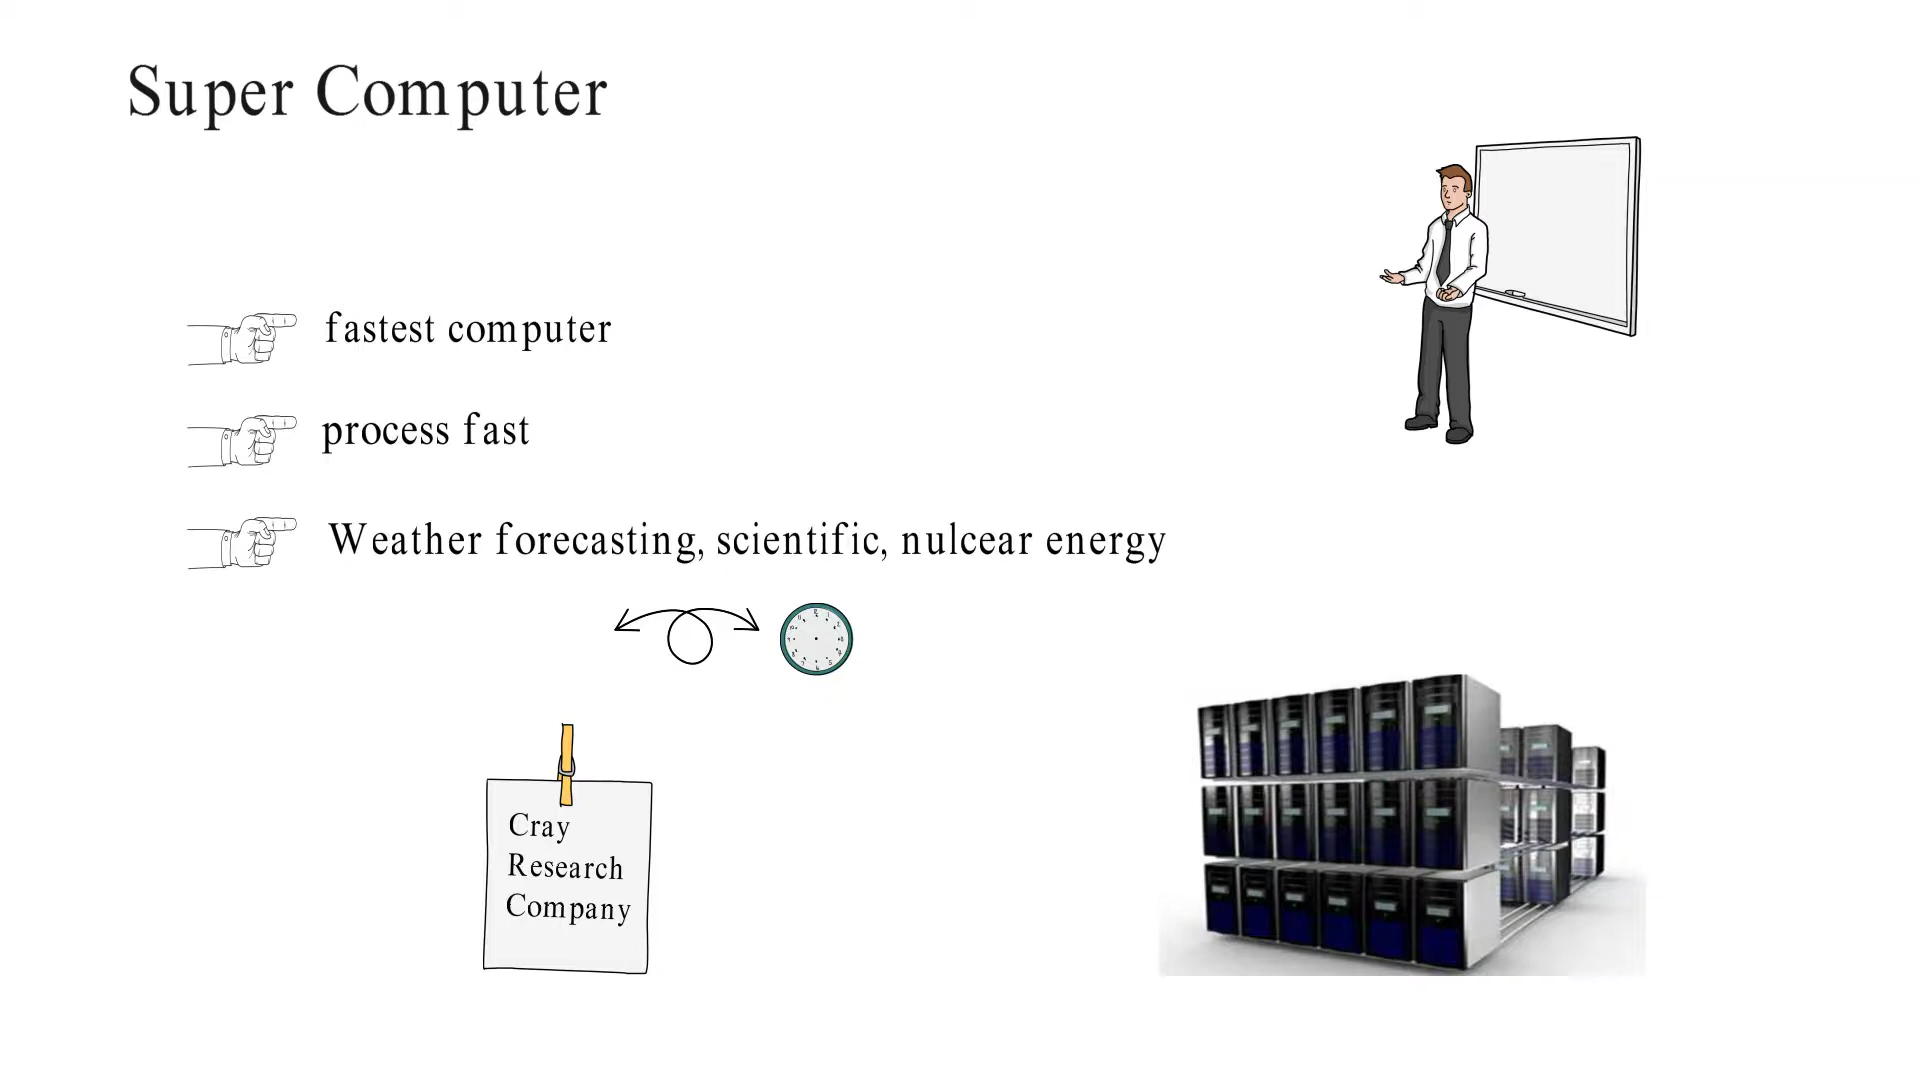 Super Computer
fastest computer
process fast
Weather forecasting, scientific, nulcear energy
Cray
Research
Company